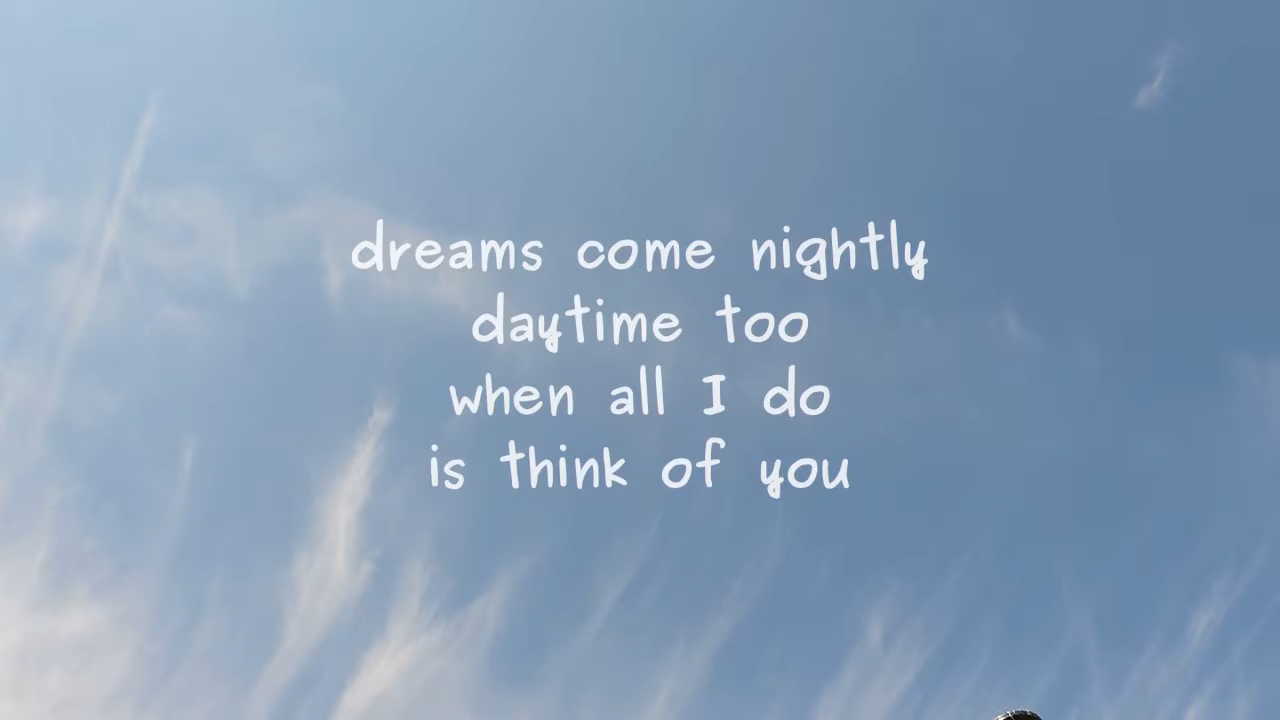 dreams come nightly
daytime too
when all I do
is think of you